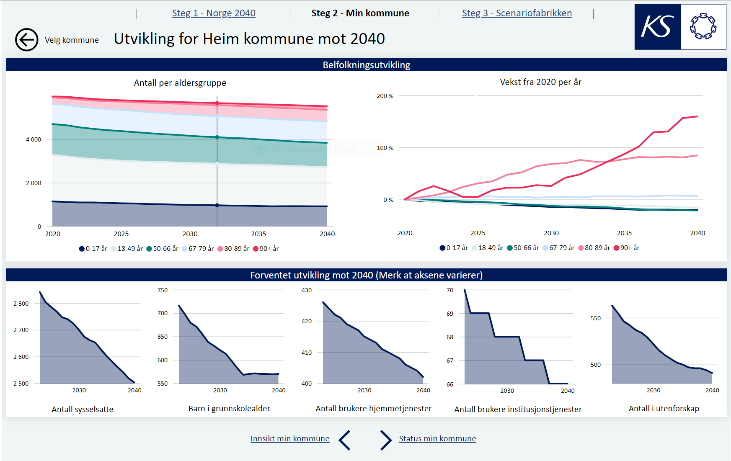 Steg 1 - Norge 2040 | Steg 2 - Min kommune | Steg 3 - Scenariofabrikken |
KS
Velg kommune
Utvikling for Heim kommune mot 2040
Belfolkningsutvikling
Antall per aldersgruppe
4 000
2 000
0
2020 2025 2030 2035 2040
0-17 år 18-49 år 50-66 år 67-79 år 80-89 år 90+ år
Vekst fra 2020 per år
200 %
100 %
0 %
2020 2025 2030 2035 2040
0-17 år 18-49 år 50-66 år 67-79 år 80-89 år 90+ år
Forventet utvikling mot 2040 (Merk at aksene varierer)
2.800
2.700
2.600
2.500
2030 2040
Antall sysselsatte
750
700
650
600
550
2030 2040
Barn i grunnskolealder
430
420
410
400
2030 2040
Antall brukere hjemmetjenester
70
69
68
67
66
2030 2040
Antall brukere institusjonstjenester
550
500
2030 2040
Antall i utenforskap
Innsikt min kommune
Status min kommune